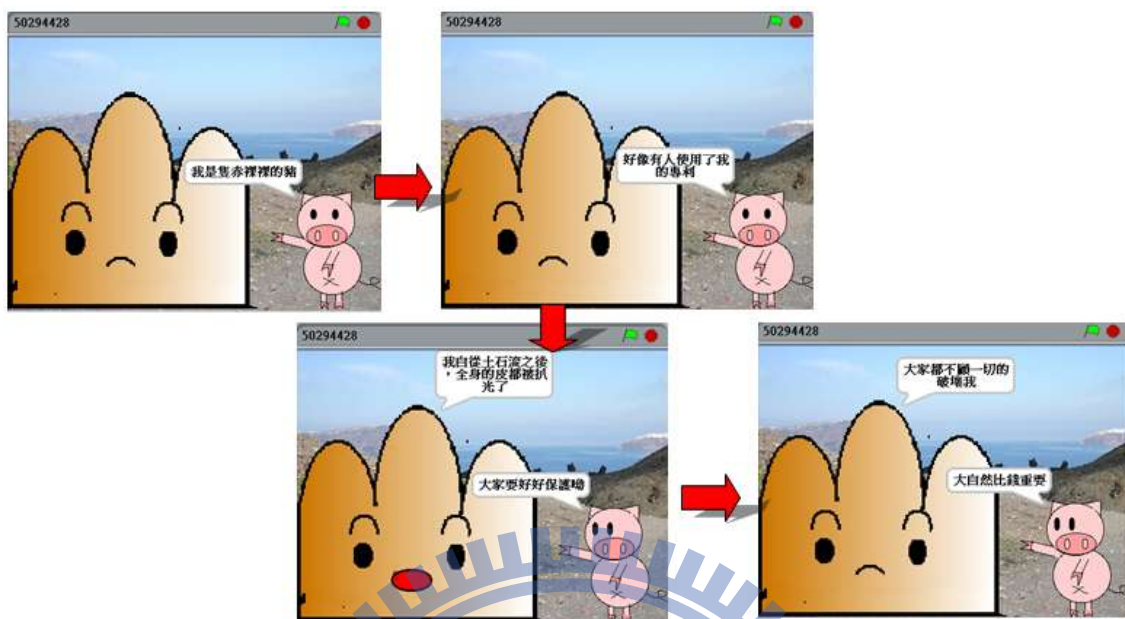 50294428
我是隻赤裸裸的豬
50294428
好像有人使用了我
的專利
50294428
我自從土石流之後
，全身的皮都被扒
光了
大家要好好保護呦
50294428
大家都不顧一切的
破壞我
大自然比錢重要